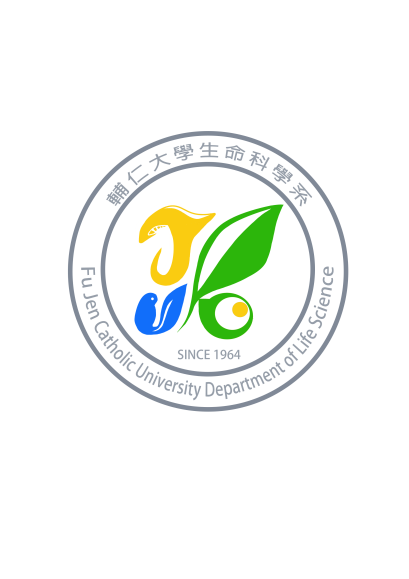 輔仁大學生命科學系
SINCE 1964
Fu Jen Catholic University Department of Life Science